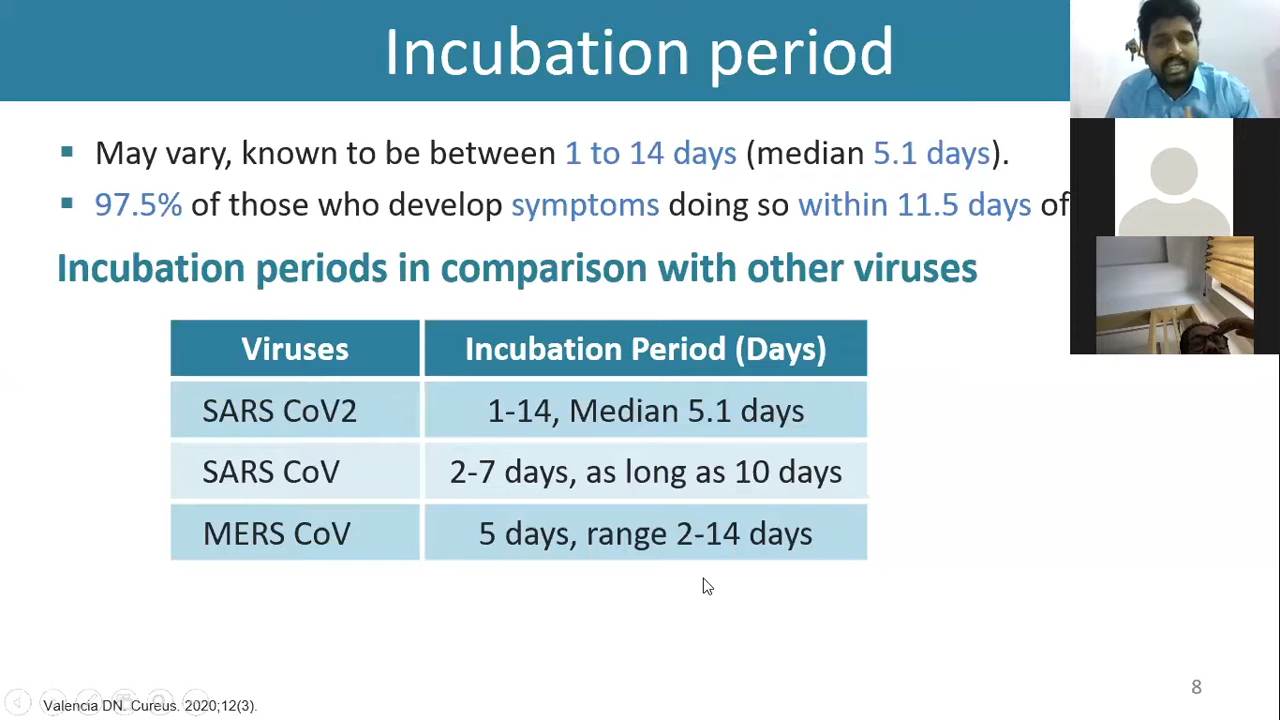 Incubation period
May vary, known to be between 1 to 14 days (median 5.1 days).
97.5% of those who develop symptoms doing so within 11.5 days of
Incubation periods in comparison with other viruses
Viruses Incubation Period (Days)
SARS CoV2 1-14, Median 5.1 days
SARS CoV 2-7 days, as long as 10 days
MERS CoV 5 days, range 2-14 days
8
Valencia DN. Cureus. 2020;12(3).